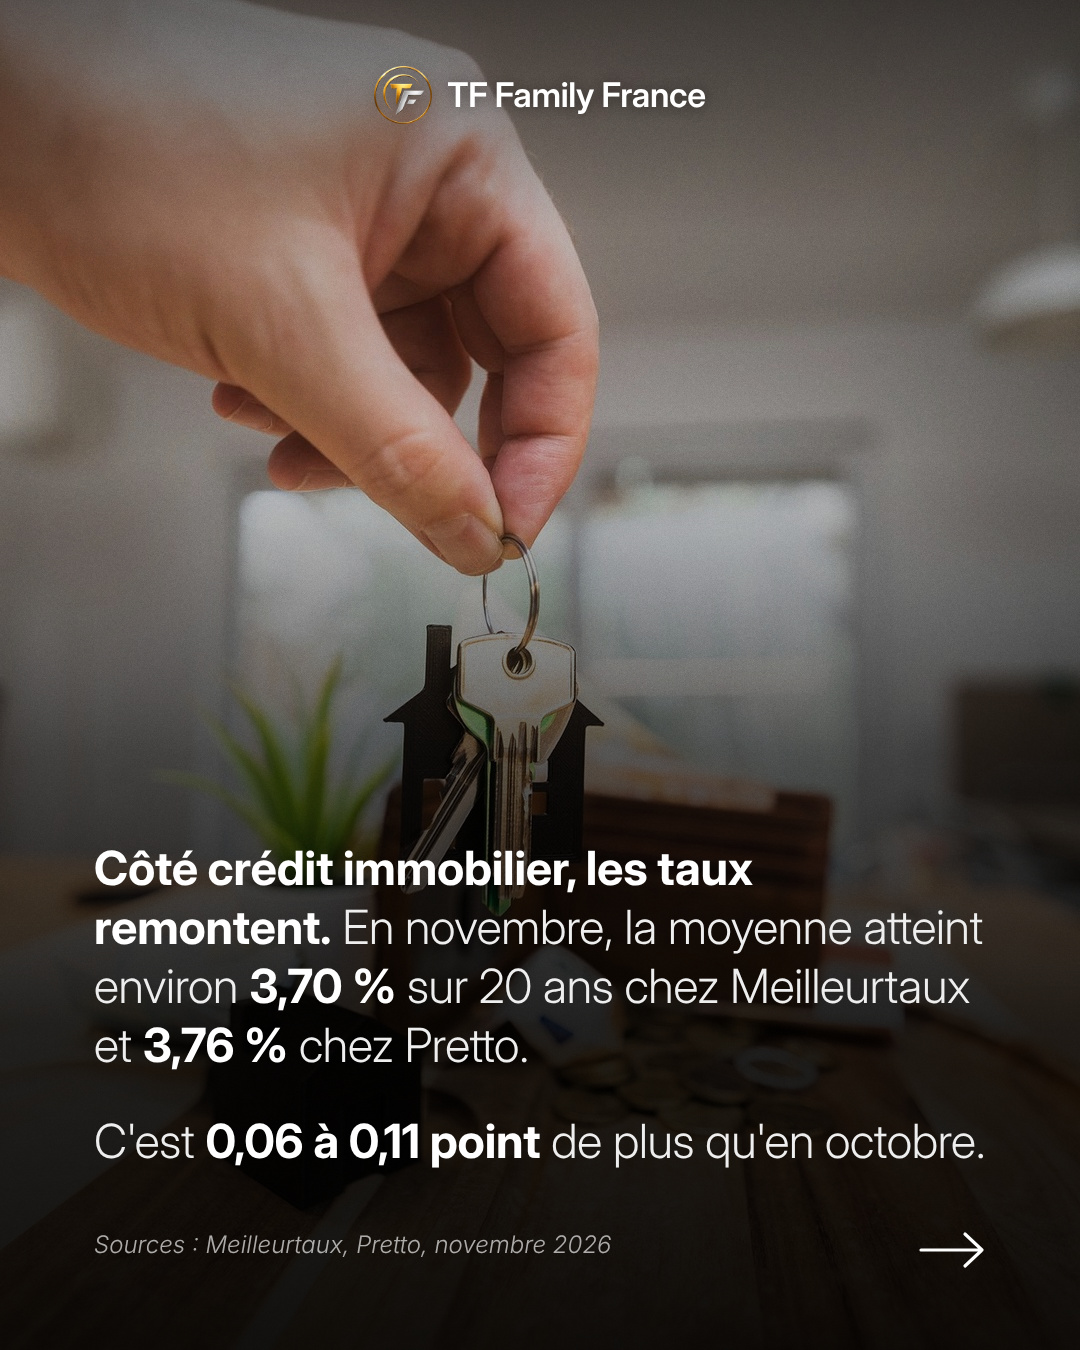 TF Family France
Côté crédit immobilier, les taux
remontent. En novembre, la moyenne atteint
environ 3,70 % sur 20 ans chez Meilleurtaux
et 3,76 % chez Pretto.
C'est 0,06 à 0,11 point de plus qu'en octobre.
Sources : Meilleurtaux, Pretto, novembre 2026